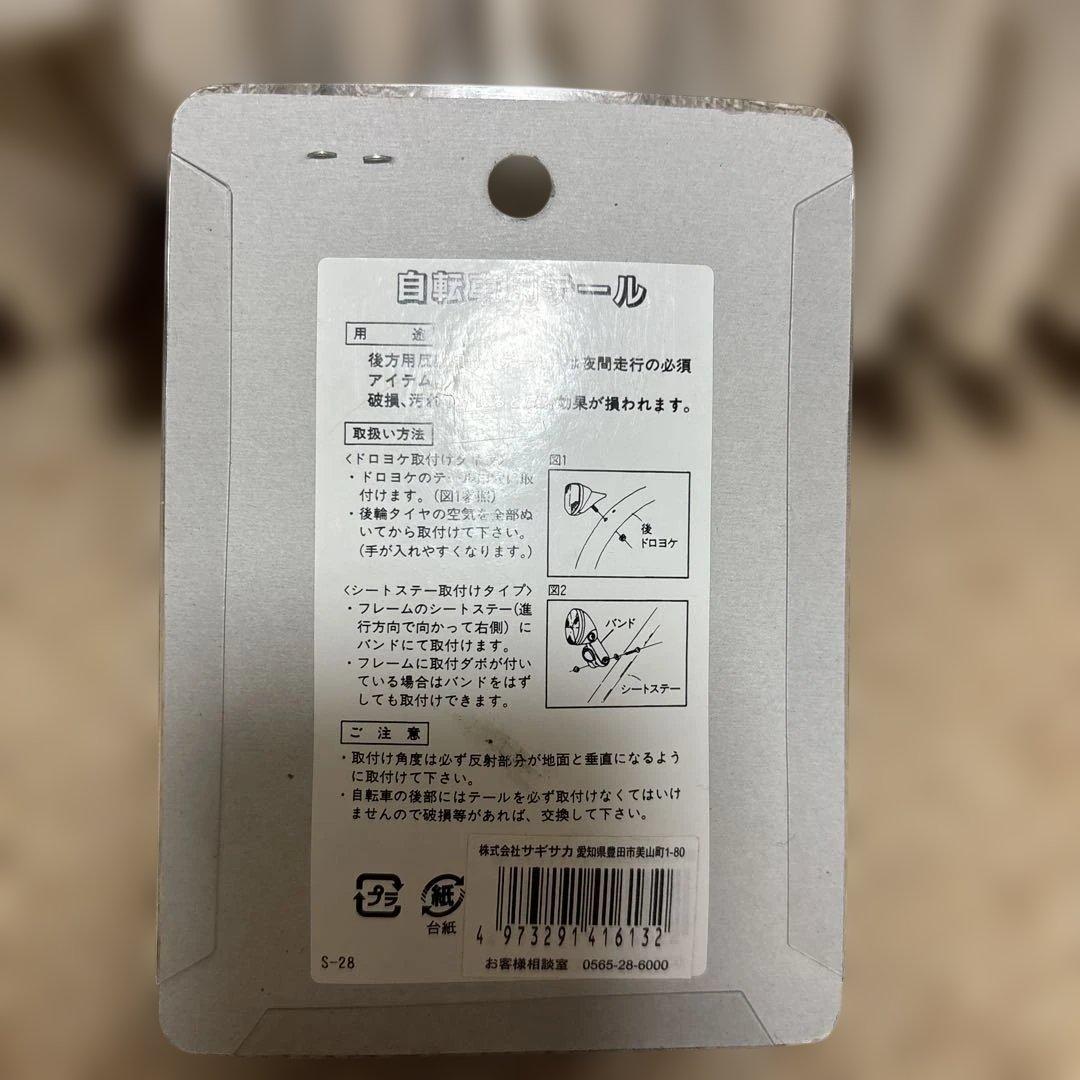 自転車用テール
用 途
後方用反 は夜間走行の必須
アイテム
破損、汚れ 効果が損われます。
取扱い方法
〈ドロヨケ取付けタイプ〉
・ドロヨケのテール 取
付けます。(図1参照)
・後輪タイヤの空気を全部ぬ
いてから取付けて下さい。
(手が入れやすくなります。)
図1
後
ドロヨケ
〈シートステー取付けタイプ〉
・フレームのシートステー(進
行方向で向かって右側)に
バンドにて取付けます。
・フレームに取付ダボが付い
ている場合はバンドをはず
しても取付けできます。
図2
バンド
シートステー
ご 注 意
・取付け角度は必ず反射部分が地面と垂直になるよう
に取付けて下さい。
・自転車の後部にはテールを必ず取付けなくてはいけ
ませんので破損等があれば、交換して下さい。
プラ
紙
台紙
S-28
株式会社サギサカ 愛知県豊田市美山町1-80
4 973291 416132
お客様相談室 0565-28-6000